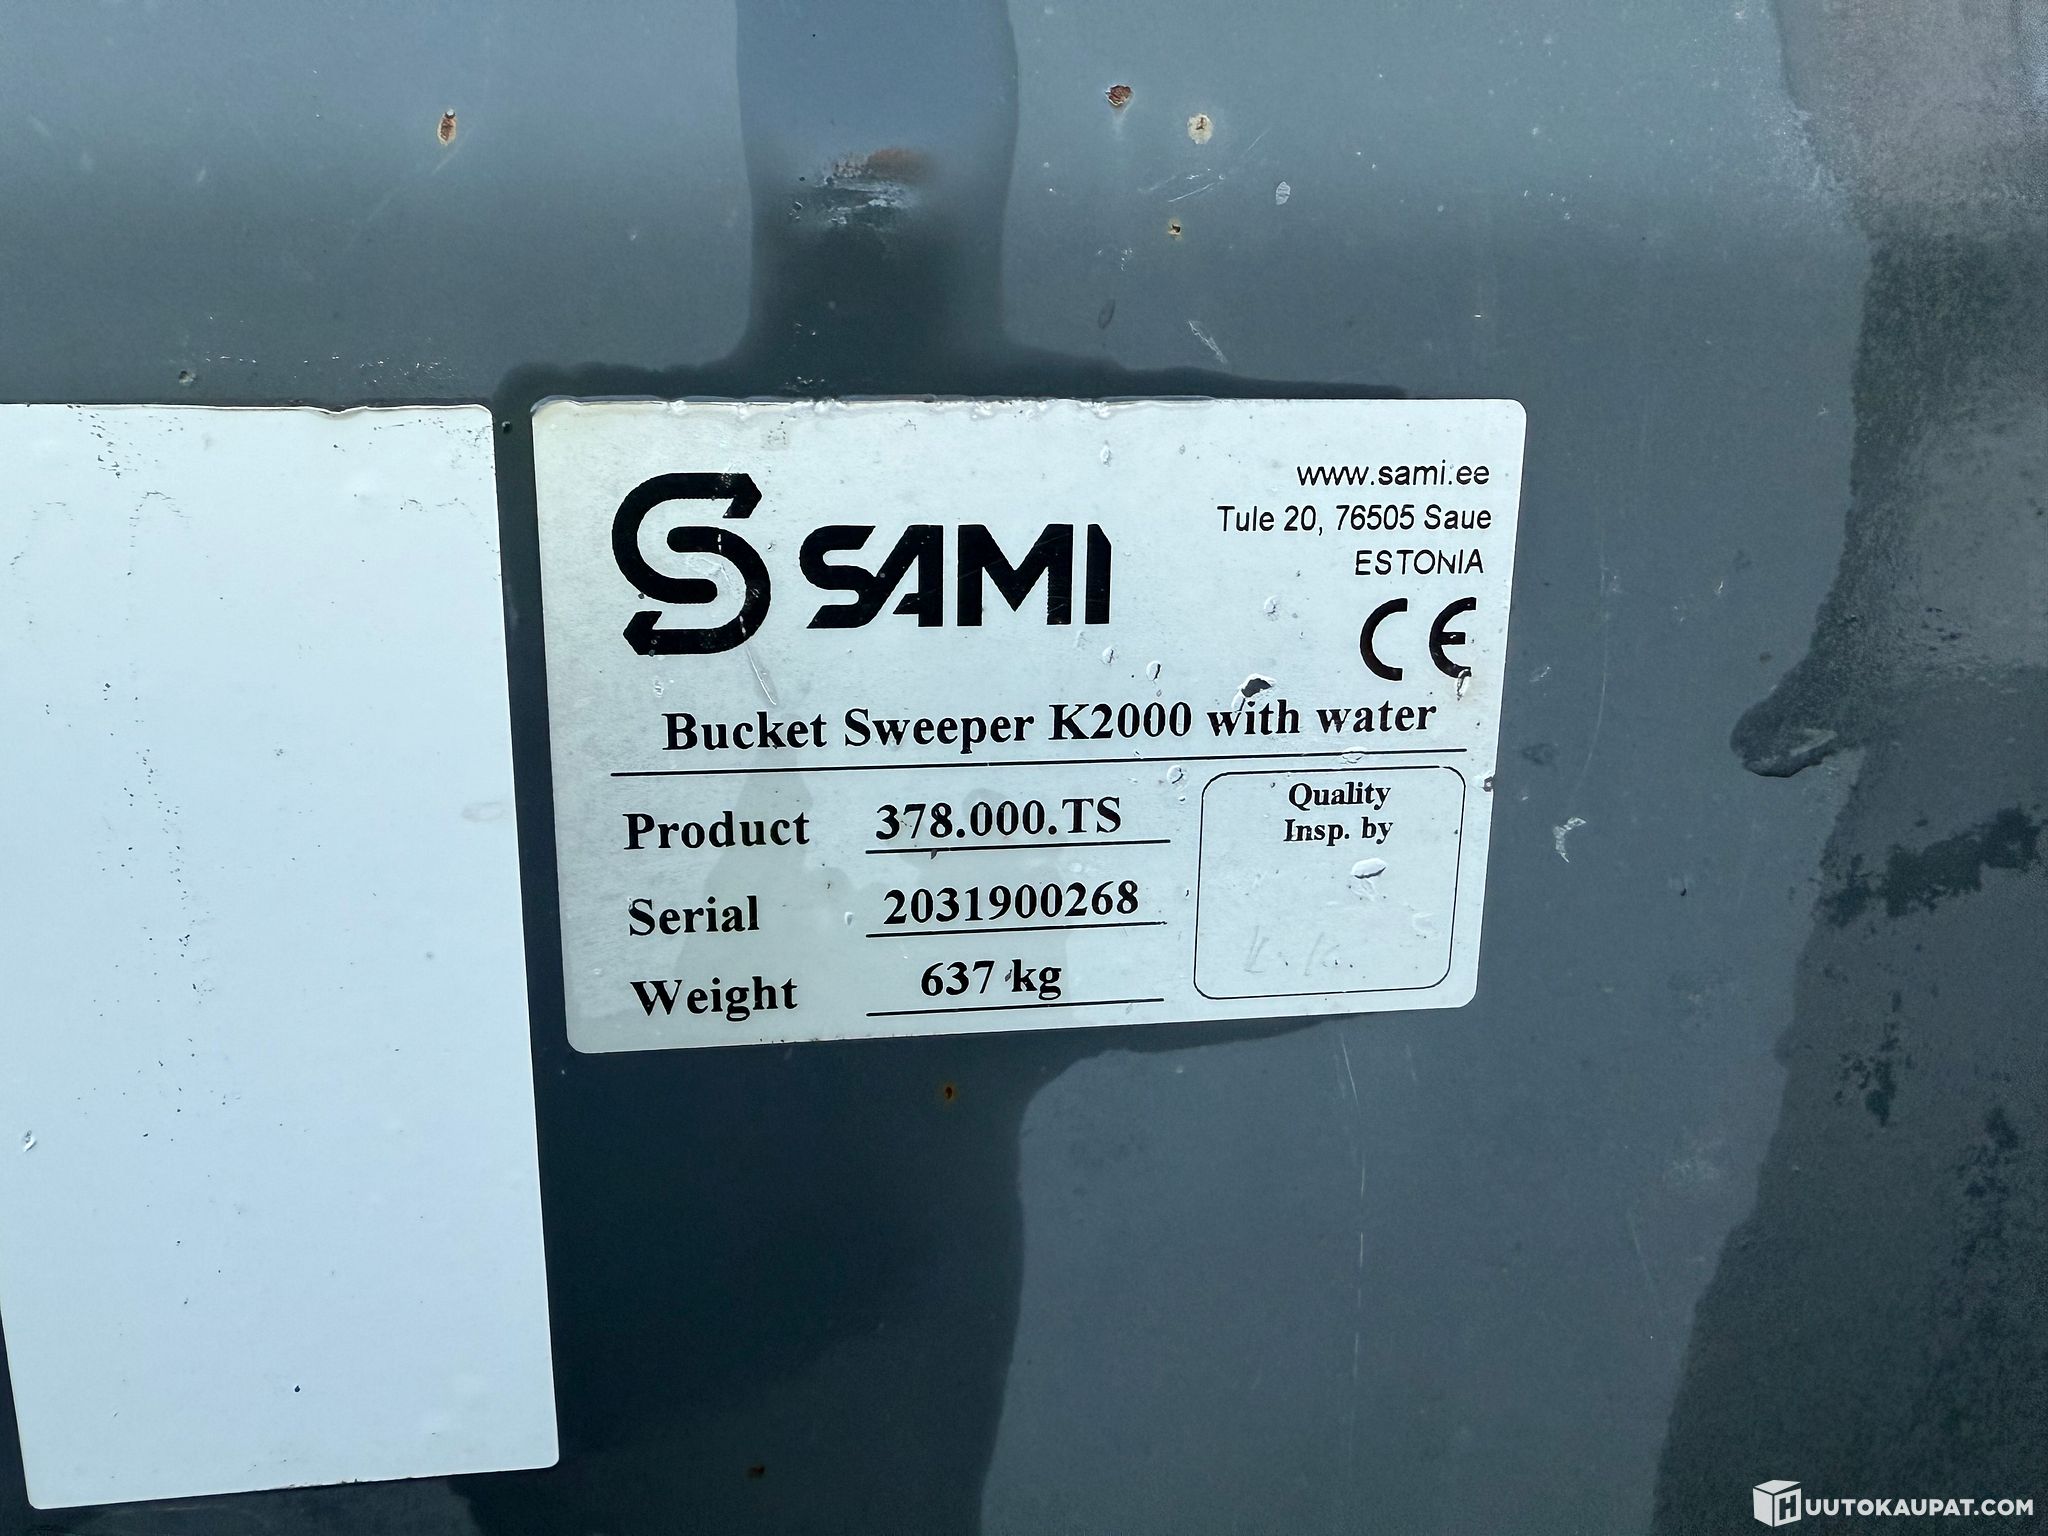 SAMI
www.sami.ee
Tule 20, 76505 Saue
ESTONIA
CE
Bucket Sweeper K2000 with water
Product 378.000.TS
Serial 2031900268
Weight 637 kg
Quality
Insp. by
HUUTOKAUPAT.COM